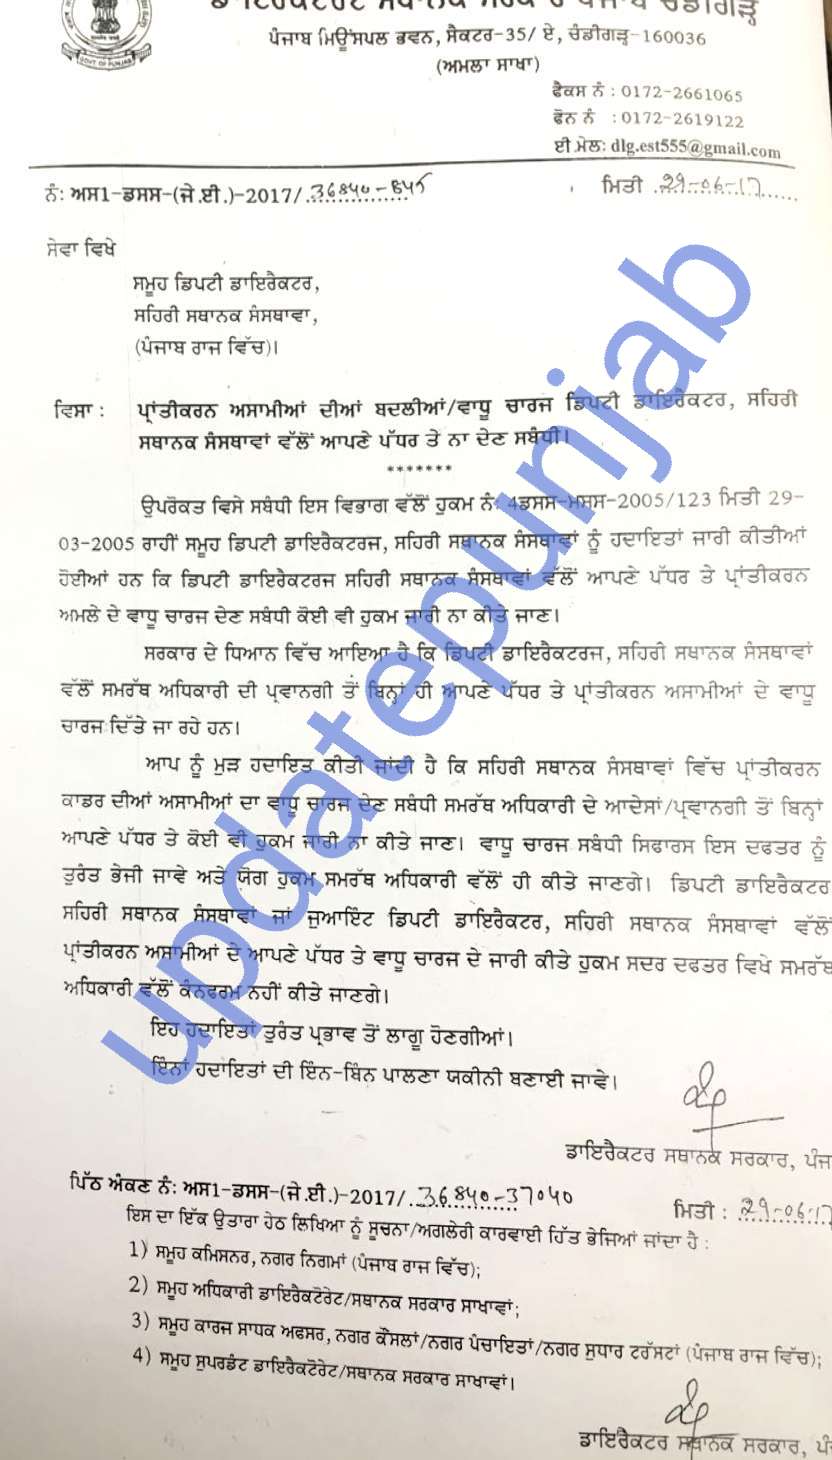 ਡਾਇਰੈਕਟੋਰੇਟ ਸਥਾਨਕ ਸਰਕਾਰ ਪੰਜਾਬ ਚੰਡੀਗੜ੍ਹ
ਪੰਜਾਬ ਮਿਊਂਸਪਲ ਭਵਨ, ਸੈਕਟਰ-35/ ਏ, ਚੰਡੀਗੜ੍ਹ-160036
(ਅਮਲਾ ਸਾਖਾ)
GOVT OF PUNJAB
ਫੈਕਸ ਨੰ : 0172-2661065
ਫੋਨ ਨੰ : 0172-2619122
ਈ ਮੇਲ: dlg.est555@gmail.com
ਨੰ: ਅਸ1-ਡਸਸ-(ਜੇ.ਈ.)-2017/ 36840-845 ਮਿਤੀ 29-06-17
ਸੇਵਾ ਵਿਖੇ
ਸਮੂਹ ਡਿਪਟੀ ਡਾਇਰੈਕਟਰ,
ਸਹਿਰੀ ਸਥਾਨਕ ਸੰਸਥਾਵਾ,
(ਪੰਜਾਬ ਰਾਜ ਵਿੱਚ)।
ਵਿਸਾ : ਪ੍ਰਾਂਤੀਕਰਨ ਅਸਾਮੀਆਂ ਦੀਆਂ ਬਦਲੀਆਂ/ਵਾਧੂ ਚਾਰਜ ਡਿਪਟੀ ਡਾਇਰੈਕਟਰ, ਸਹਿਰੀ
ਸਥਾਨਕ ਸੰਸਥਾਵਾਂ ਵੱਲੋਂ ਆਪਣੇ ਪੱਧਰ ਤੇ ਨਾ ਦੇਣ ਸਬੰਧੀ।
*******
ਉਪਰੋਕਤ ਵਿਸੇ ਸਬੰਧੀ ਇਸ ਵਿਭਾਗ ਵੱਲੋਂ ਹੁਕਮ ਨੰ: 4ਡਸਸ-ਮਸਸ-2005/123 ਮਿਤੀ 29-
03-2005 ਰਾਹੀਂ ਸਮੂਹ ਡਿਪਟੀ ਡਾਇਰੈਕਟਰਜ, ਸਹਿਰੀ ਸਥਾਨਕ ਸੰਸਥਾਵਾਂ ਨੂੰ ਹਦਾਇਤਾਂ ਜਾਰੀ ਕੀਤੀਆਂ
ਹੋਈਆਂ ਹਨ ਕਿ ਡਿਪਟੀ ਡਾਇਰੈਕਟਰਜ ਸਹਿਰੀ ਸਥਾਨਕ ਸੰਸਥਾਵਾਂ ਵੱਲੋਂ ਆਪਣੇ ਪੱਧਰ ਤੇ ਪ੍ਰਾਂਤੀਕਰਨ
ਅਮਲੇ ਦੇ ਵਾਧੂ ਚਾਰਜ ਦੇਣ ਸਬੰਧੀ ਕੋਈ ਵੀ ਹੁਕਮ ਜਾਰੀ ਨਾ ਕੀਤੇ ਜਾਣ।
ਸਰਕਾਰ ਦੇ ਧਿਆਨ ਵਿੱਚ ਆਇਆ ਹੈ ਕਿ ਡਿਪਟੀ ਡਾਇਰੈਕਟਰਜ, ਸਹਿਰੀ ਸਥਾਨਕ ਸੰਸਥਾਵਾਂ
ਵੱਲੋਂ ਸਮਰੱਥ ਅਧਿਕਾਰੀ ਦੀ ਪ੍ਰਵਾਨਗੀ ਤੋਂ ਬਿਨ੍ਹਾਂ ਹੀ ਆਪਣੇ ਪੱਧਰ ਤੇ ਪ੍ਰਾਂਤੀਕਰਨ ਅਸਾਮੀਆਂ ਦੇ ਵਾਧੂ
ਚਾਰਜ ਦਿੱਤੇ ਜਾ ਰਹੇ ਹਨ।
ਆਪ ਨੂੰ ਮੁੜ ਹਦਾਇਤ ਕੀਤੀ ਜਾਂਦੀ ਹੈ ਕਿ ਸਹਿਰੀ ਸਥਾਨਕ ਸੰਸਥਾਵਾਂ ਵਿੱਚ ਪ੍ਰਾਂਤੀਕਰਨ
ਕਾਡਰ ਦੀਆਂ ਅਸਾਮੀਆਂ ਦਾ ਵਾਧੂ ਚਾਰਜ ਦੇਣ ਸਬੰਧੀ ਸਮਰੱਥ ਅਧਿਕਾਰੀ ਦੇ ਆਦੇਸਾਂ/ਪ੍ਰਵਾਨਗੀ ਤੋਂ ਬਿਨ੍ਹਾਂ
ਆਪਣੇ ਪੱਧਰ ਤੇ ਕੋਈ ਵੀ ਹੁਕਮ ਜਾਰੀ ਨਾ ਕੀਤੇ ਜਾਣ। ਵਾਧੂ ਚਾਰਜ ਸਬੰਧੀ ਸਿਫਾਰਸ ਇਸ ਦਫਤਰ ਨੂੰ
ਤੁਰੰਤ ਭੇਜੀ ਜਾਵੇ ਅਤੇ ਯੋਗ ਹੁਕਮ ਸਮਰੱਥ ਅਧਿਕਾਰੀ ਵੱਲੋਂ ਹੀ ਕੀਤੇ ਜਾਣਗੇ। ਡਿਪਟੀ ਡਾਇਰੈਕਟਰ
ਸਹਿਰੀ ਸਥਾਨਕ ਸੰਸਥਾਵਾਂ ਜਾਂ ਜੁਆਇੰਟ ਡਿਪਟੀ ਡਾਇਰੈਕਟਰ, ਸਹਿਰੀ ਸਥਾਨਕ ਸੰਸਥਾਵਾਂ ਵੱਲੋਂ
ਪ੍ਰਾਂਤੀਕਰਨ ਅਸਾਮੀਆਂ ਦੇ ਆਪਣੇ ਪੱਧਰ ਤੇ ਵਾਧੂ ਚਾਰਜ ਦੇ ਜਾਰੀ ਕੀਤੇ ਹੁਕਮ ਸਦਰ ਦਫਤਰ ਵਿਖੇ ਸਮਰੱਥ
ਅਧਿਕਾਰੀ ਵੱਲੋਂ ਕੰਨਫਰਮ ਨਹੀਂ ਕੀਤੇ ਜਾਣਗੇ।
ਇਹ ਹਦਾਇਤਾਂ ਤੁਰੰਤ ਪ੍ਰਭਾਵ ਤੋਂ ਲਾਗੂ ਹੋਣਗੀਆਂ।
ਇੰਨਾਂ ਹਦਾਇਤਾਂ ਦੀ ਇੰਨ-ਬਿੰਨ ਪਾਲਣਾ ਯਕੀਨੀ ਬਣਾਈ ਜਾਵੇ।
ਡਾਇਰੈਕਟਰ ਸਥਾਨਕ ਸਰਕਾਰ, ਪੰਜਾ
ਪਿੱਠ ਅੰਕਣ ਨੰ: ਅਸ1-ਡਸਸ-(ਜੇ.ਈ.)-2017/ 36840-37040 ਮਿਤੀ : 29-06-17
ਇਸ ਦਾ ਇੱਕ ਉਤਾਰਾ ਹੇਠ ਲਿਖਿਆ ਨੂੰ ਸੂਚਨਾ/ਅਗਲੇਰੀ ਕਾਰਵਾਈ ਹਿੱਤ ਭੇਜਿਆਂ ਜਾਂਦਾ ਹੈ :
1) ਸਮੂਹ ਕਮਿਸਨਰ, ਨਗਰ ਨਿਗਮਾਂ (ਪੰਜਾਬ ਰਾਜ ਵਿੱਚ);
2) ਸਮੂਹ ਅਧਿਕਾਰੀ ਡਾਇਰੈਕਟੋਰੇਟ/ਸਥਾਨਕ ਸਰਕਾਰ ਸਾਖਾਵਾਂ;
3) ਸਮੂਹ ਕਾਰਜ ਸਾਧਕ ਅਫਸਰ, ਨਗਰ ਕੌਂਸਲਾਂ/ਨਗਰ ਪੰਚਾਇਤਾਂ/ਨਗਰ ਸੁਧਾਰ ਟਰੱਸਟਾਂ (ਪੰਜਾਬ ਰਾਜ ਵਿੱਚ);
4) ਸਮੂਹ ਸੁਪਰਡੰਟ ਡਾਇਰੈਕਟੋਰੇਟ/ਸਥਾਨਕ ਸਰਕਾਰ ਸਾਖਾਵਾਂ।
ਡਾਇਰੈਕਟਰ ਸਥਾਨਕ ਸਰਕਾਰ, ਪੰ
updatepunjab